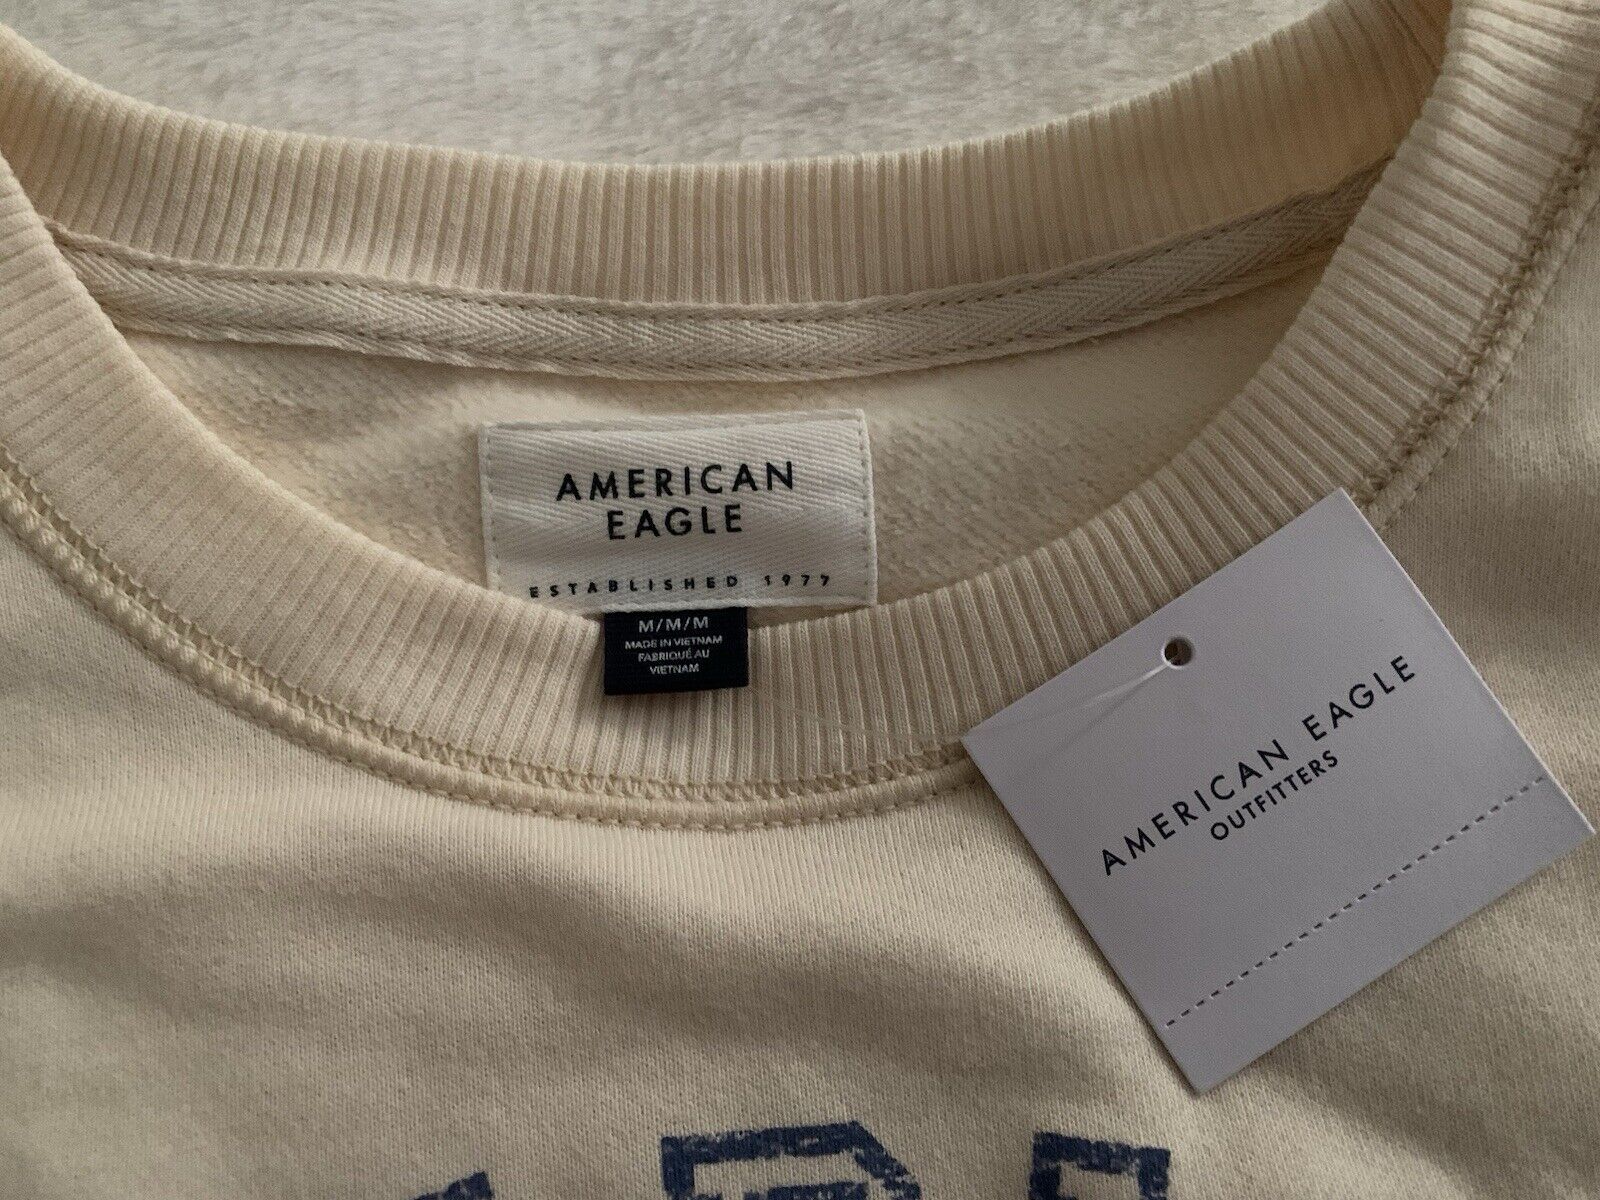 AMERICAN
EAGLE
ESTABLISHED 1977
M/M/M
MADE IN VIETNAM
FABRIQUÉ AU
VIETNAM
AMERICAN EAGLE
OUTFITTERS